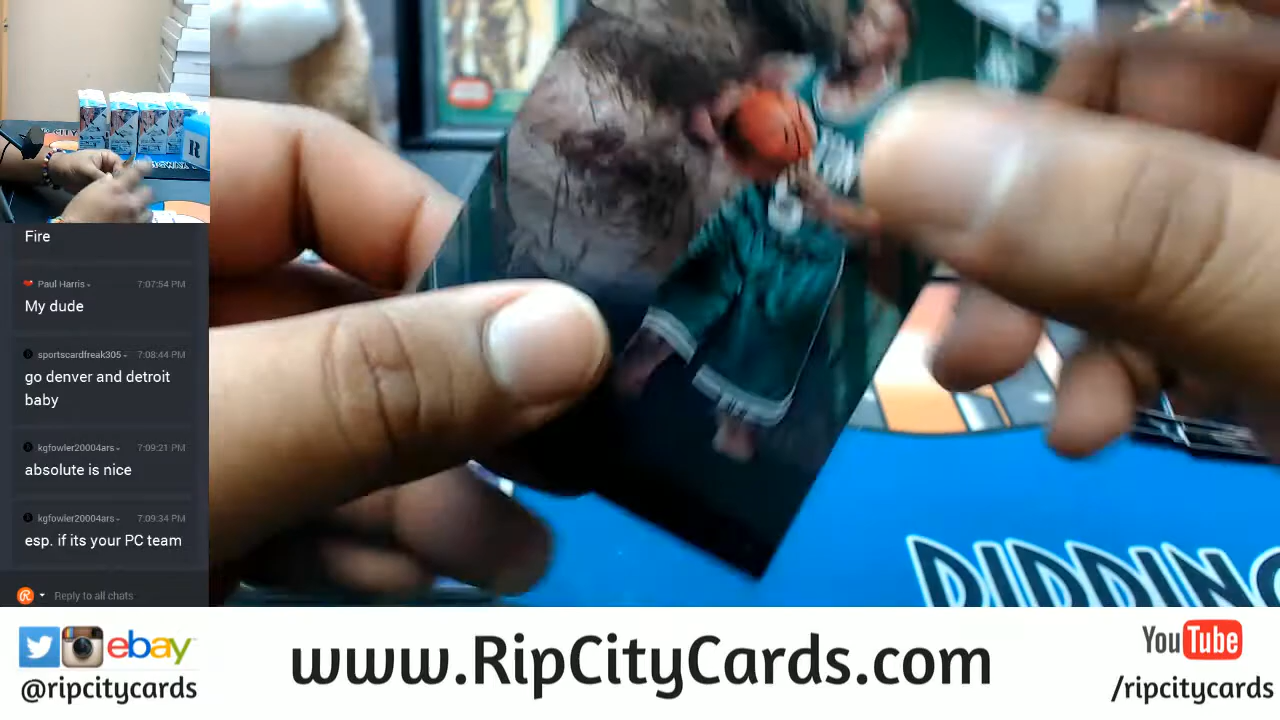 Fire
Paul Harris 7:07:54 PM
My dude
sportscardfreak305 7:08:44 PM
go denver and detroit
baby
kgfowler20004ars 7:09:21 PM
absolute is nice
kgfowler20004ars 7:09:34 PM
esp. if its your PC team
Reply to all chats
ebay
@ripcitycards
www.RipCityCards.com
YouTube
/ripcitycards